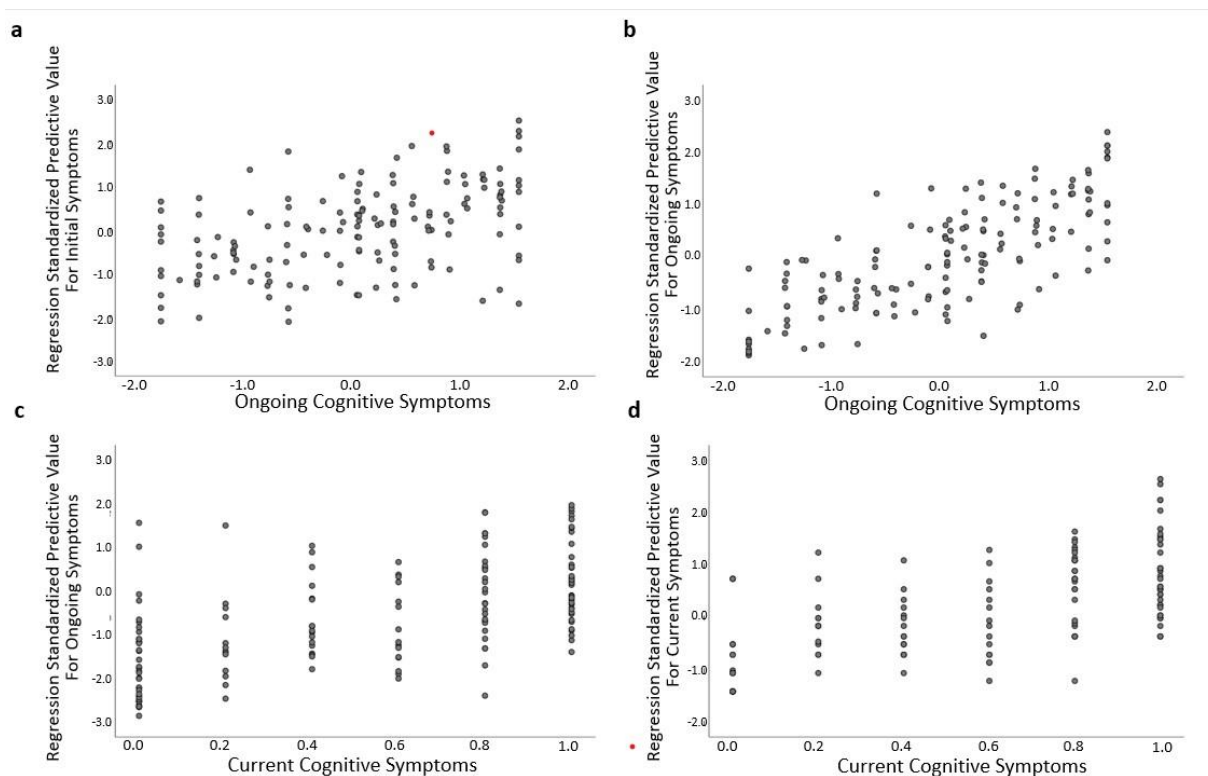 a
Regression Standardized Predictive Value
For Initial Symptoms
3.0
2.0
1.0
0.0
-1.0
-2.0
-3.0
-2.0 -1.0 0.0 1.0 2.0
Ongoing Cognitive Symptoms
b
Regression Standardized Predictive Value
For Ongoing Symptoms
3.0
2.0
1.0
0.0
-1.0
-2.0
-2.0 -1.0 0.0 1.0 2.0
Ongoing Cognitive Symptoms
c
Regression Standardized Predictive Value
For Ongoing Symptoms
3.0
2.0
1.0
0.0
-1.0
-2.0
-3.0
0.0 0.2 0.4 0.6 0.8 1.0
Current Cognitive Symptoms
d
Regression Standardized Predictive Value
For Current Symptoms
3.0
2.0
1.0
0.0
-1.0
-2.0
0.0 0.2 0.4 0.6 0.8 1.0
Current Cognitive Symptoms